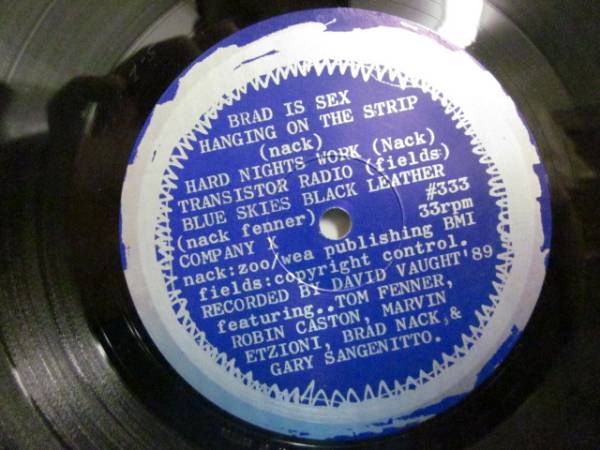 BRAD IS SEX
HANGING ON THE STRIP
(nack)
HARD NIGHTS WORK (Nack)
TRANSISTOR RADIO (fields)
BLUE SKIES BLACK LEATHER
(nack fenner) #333
COMPANY X 33rpm
nack:zoo/wea publishing BMI
fields:copyright control.
RECORDED BY DAVID VAUGHT '89
featuring..TOM FENNER,
ROBIN CASTON, MARVIN
ETZIONI, BRAD NACK,&
GARY SANGENITTO.